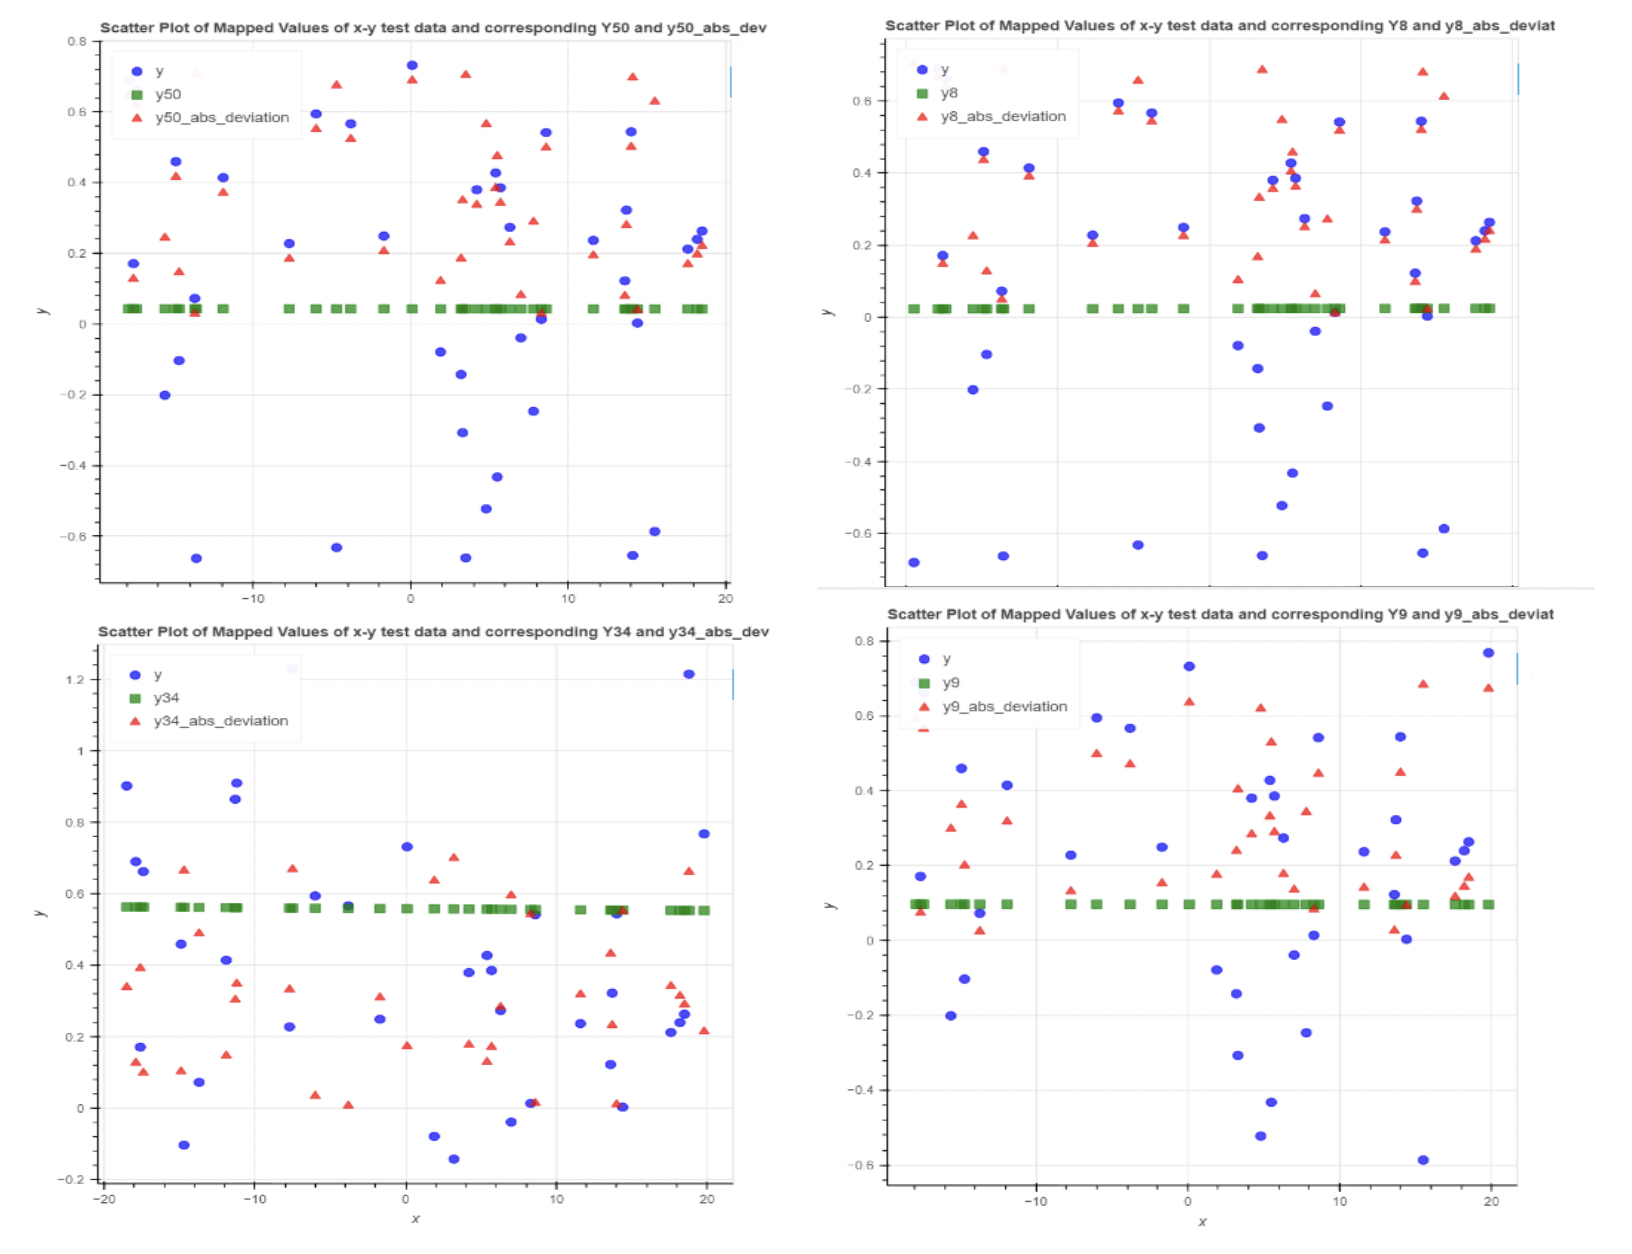 Scatter Plot of Mapped Values of x-y test data and corresponding Y50 and y50_abs_dev
y
y50
y50_abs_deviation
0.8
0.6
0.4
0.2
0
−0.2
−0.4
−0.6
y
−10 0 10 20
Scatter Plot of Mapped Values of x-y test data and corresponding Y8 and y8_abs_deviat
y
y8
y8_abs_deviation
0.6
0.4
0.2
0
−0.2
−0.4
−0.6
y
Scatter Plot of Mapped Values of x-y test data and corresponding Y34 and y34_abs_dev
y
y34
y34_abs_deviation
1.2
1
0.8
0.6
0.4
0.2
0
−0.2
y
−20 −10 0 10 20
x
Scatter Plot of Mapped Values of x-y test data and corresponding Y9 and y9_abs_deviat
y
y9
y9_abs_deviation
0.8
0.6
0.4
0.2
0
−0.2
−0.4
−0.6
y
−10 0 10 20
x